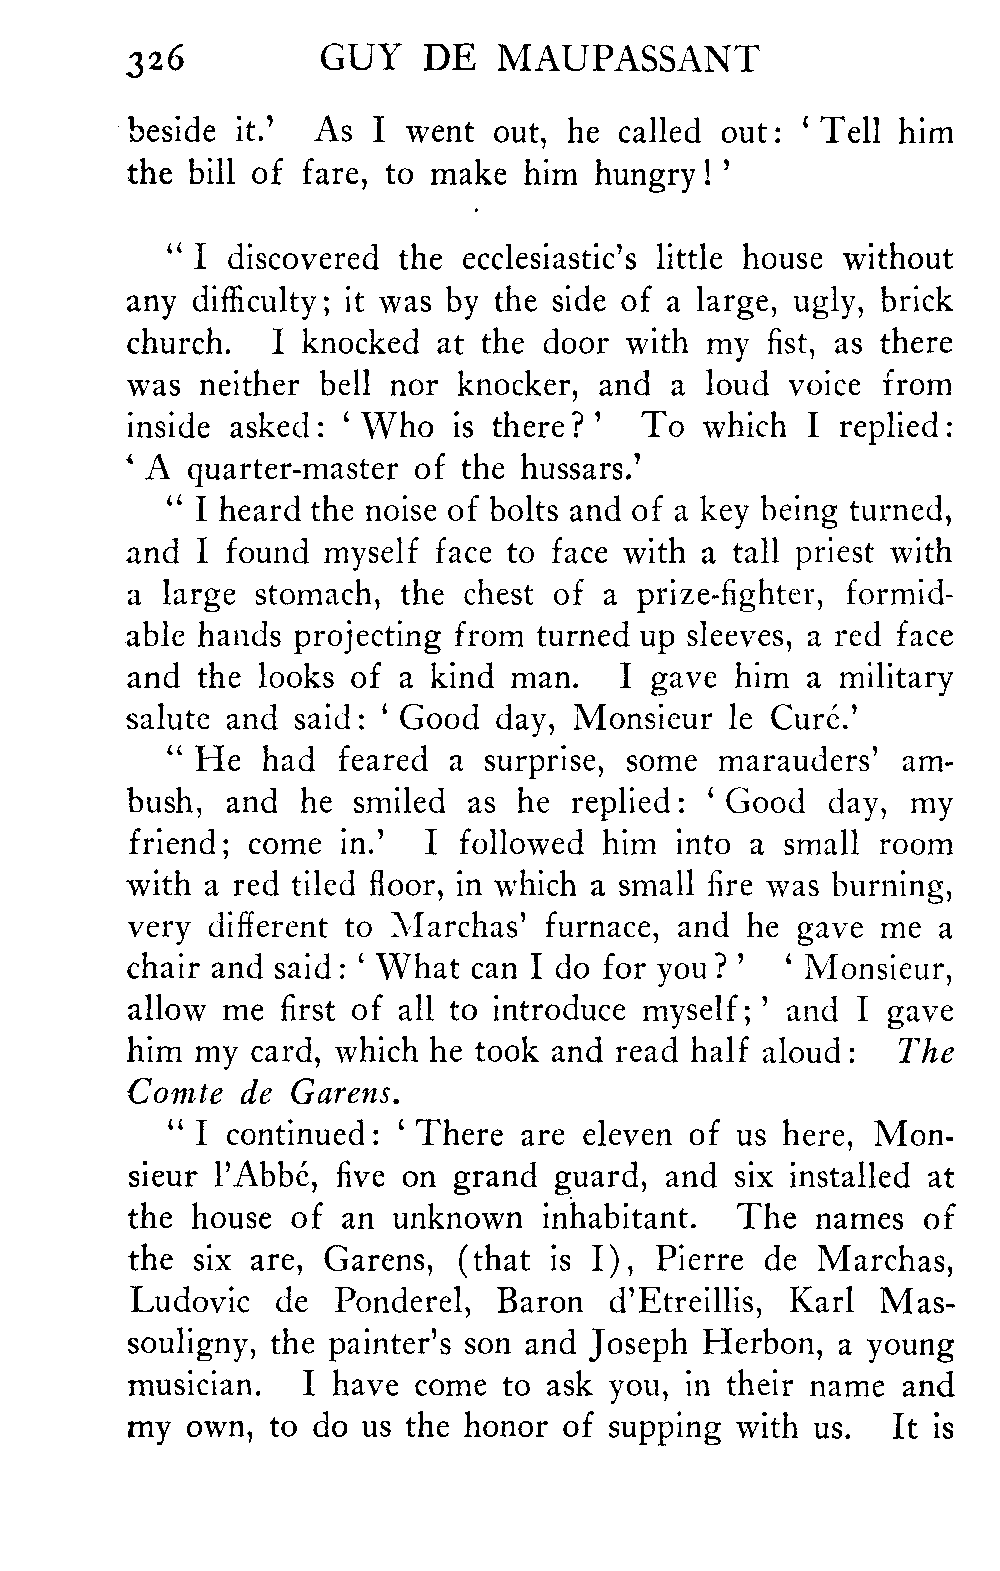 326 GUY DE MAUPASSANT
beside it.' As I went out, he called out: 'Tell him
the bill of fare, to make him hungry!'
" I discovered the ecclesiastic's little house without
any difficulty; it was by the side of a large, ugly, brick
church. I knocked at the door with my fist, as there
was neither bell nor knocker, and a loud voice from
inside asked: 'Who is there?' To which I replied:
'A quarter-master of the hussars.'
" I heard the noise of bolts and of a key being turned,
and I found myself face to face with a tall priest with
a large stomach, the chest of a prize-fighter, formid-
able hands projecting from turned up sleeves, a red face
and the looks of a kind man. I gave him a military
salute and said: 'Good day, Monsieur le Curé.'
" He had feared a surprise, some marauders' am-
bush, and he smiled as he replied: 'Good day, my
friend; come in.' I followed him into a small room
with a red tiled floor, in which a small fire was burning,
very different to Marchas' furnace, and he gave me a
chair and said: 'What can I do for you?' 'Monsieur,
allow me first of all to introduce myself;' and I gave
him my card, which he took and read half aloud: The
Comte de Garens.
" I continued: 'There are eleven of us here, Mon-
sieur l'Abbé, five on grand guard, and six installed at
the house of an unknown inhabitant. The names of
the six are, Garens, (that is I), Pierre de Marchas,
Ludovic de Ponderel, Baron d'Etreillis, Karl Mas-
souligny, the painter's son and Joseph Herbon, a young
musician. I have come to ask you, in their name and
my own, to do us the honor of supping with us. It is